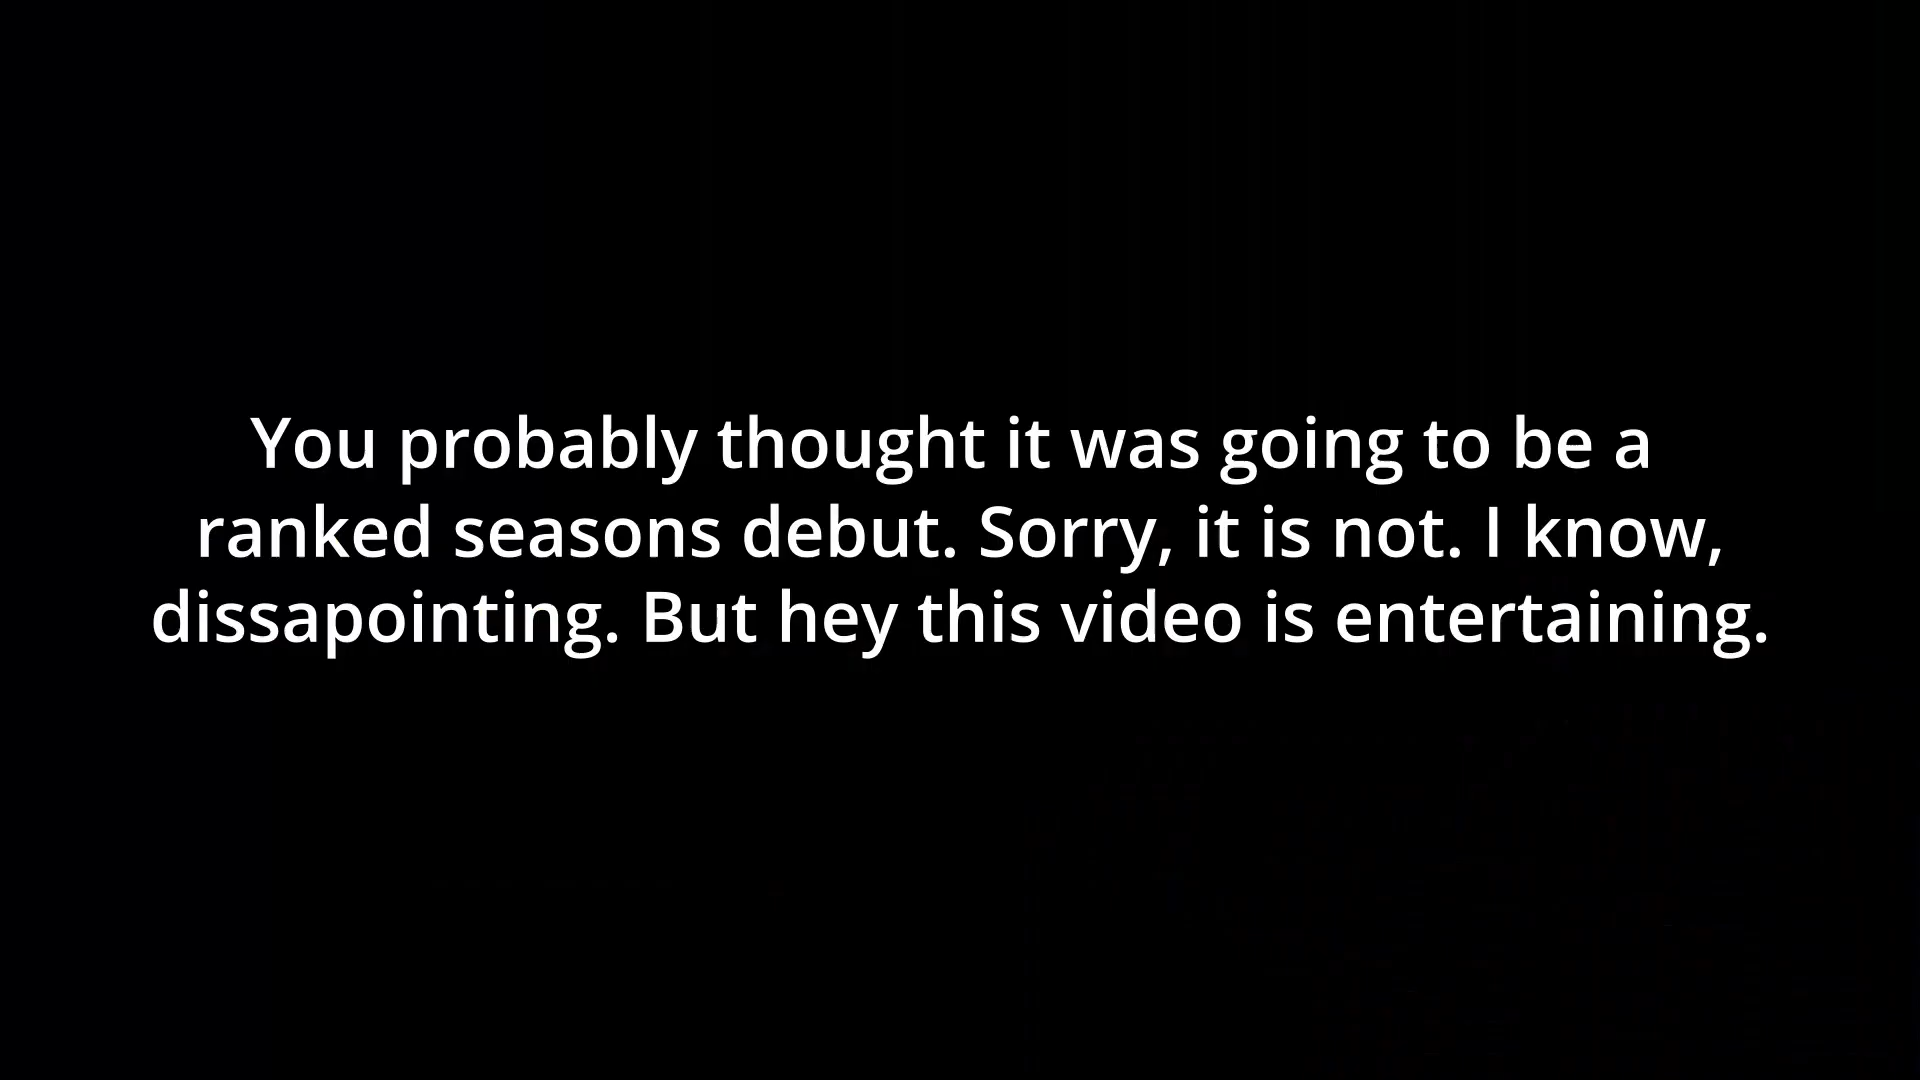 You probably thought it was going to be a
ranked seasons debut. Sorry, it is not. I know,
dissapointing. But hey this video is entertaining.